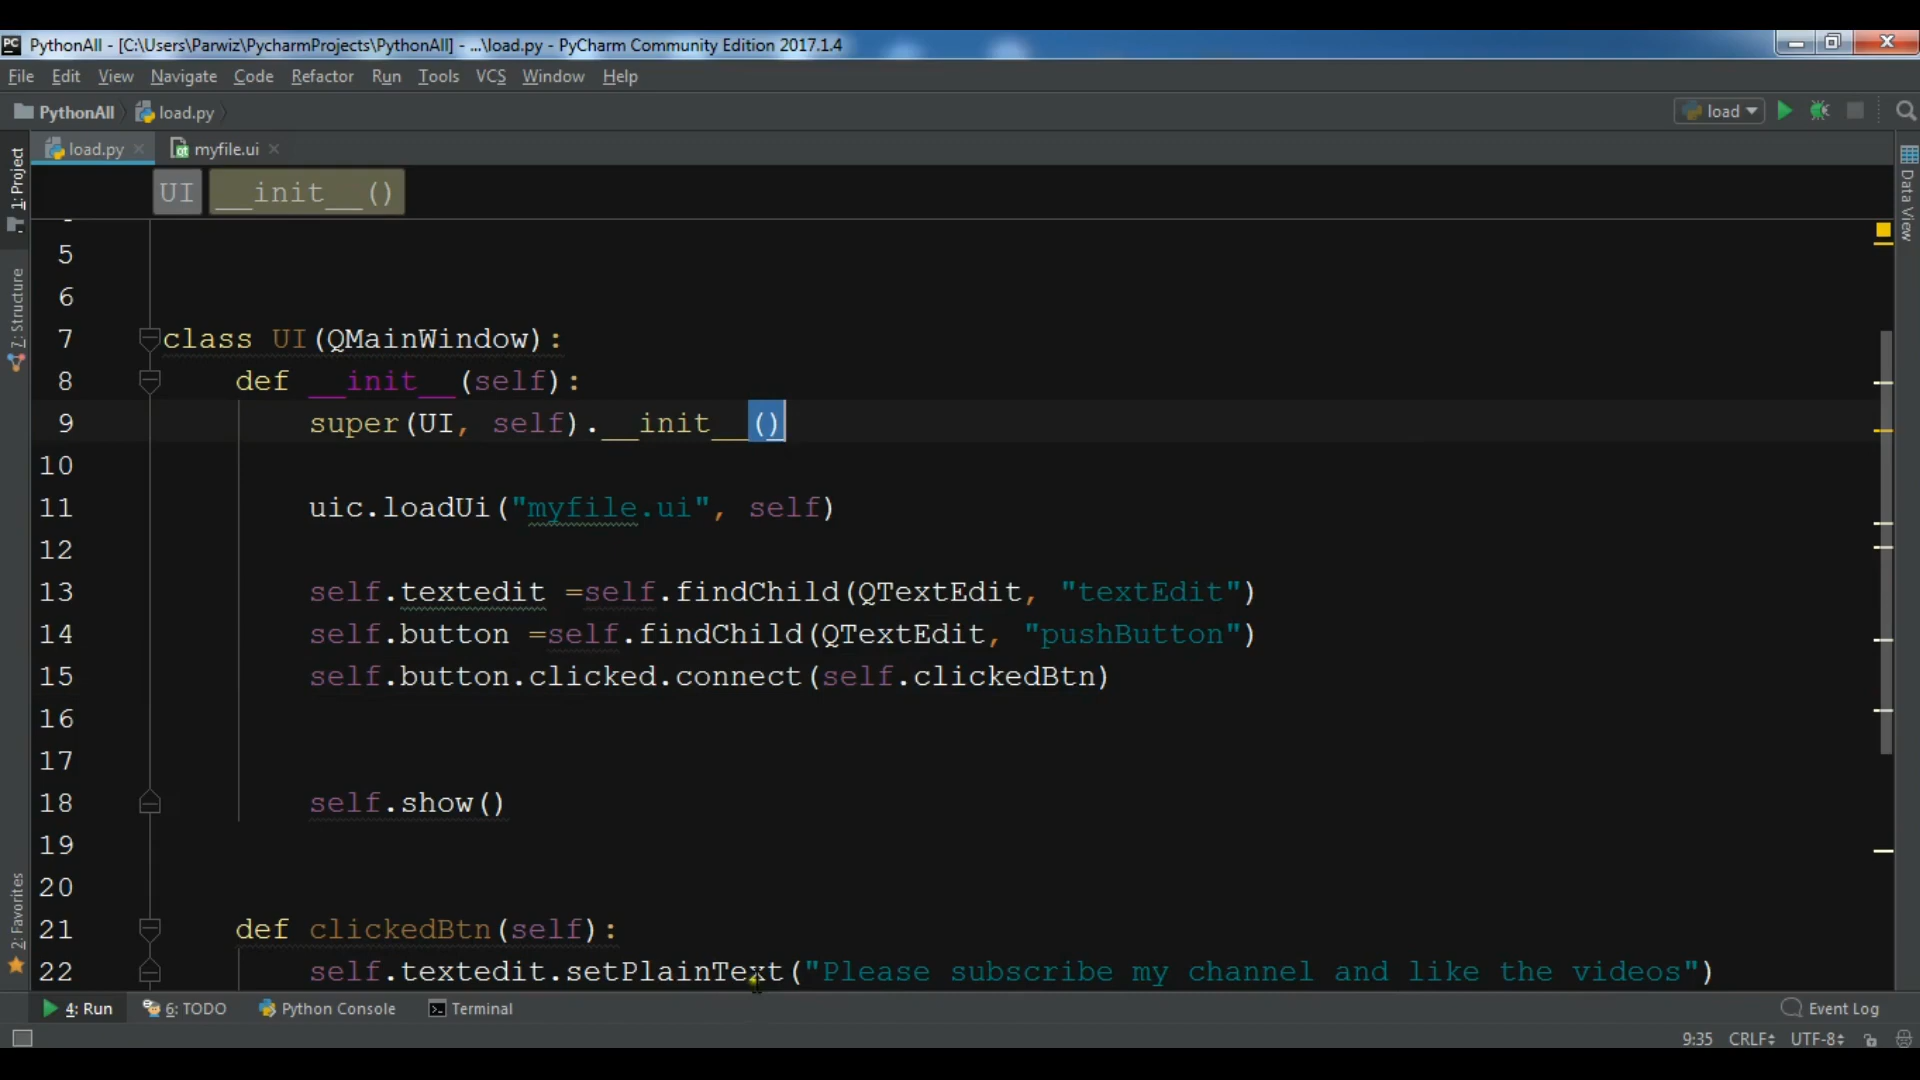 PC PythonAll - [C:\Users\Parwiz\PycharmProjects\PythonAll] - ...\load.py - PyCharm Community Edition 2017.1.4
File Edit View Navigate Code Refactor Run Tools VCS Window Help
PythonAll load.py load
load.py myfile.ui
UI __init__()
5
6
7 class UI(QMainWindow):
8 def __init__(self):
9 super(UI, self).__init__()
10
11 uic.loadUi("myfile.ui", self)
12
13 self.textedit =self.findChild(QTextEdit, "textEdit")
14 self.button =self.findChild(QTextEdit, "pushButton")
15 self.button.clicked.connect(self.clickedBtn)
16
17
18 self.show()
19
20
21 def clickedBtn(self):
22 self.textedit.setPlainText("Please subscribe my channel and like the videos")
1: Project
7: Structure
2: Favorites
Data View
4: Run 6: TODO Python Console Terminal Event Log
9:35 CRLF UTF-8